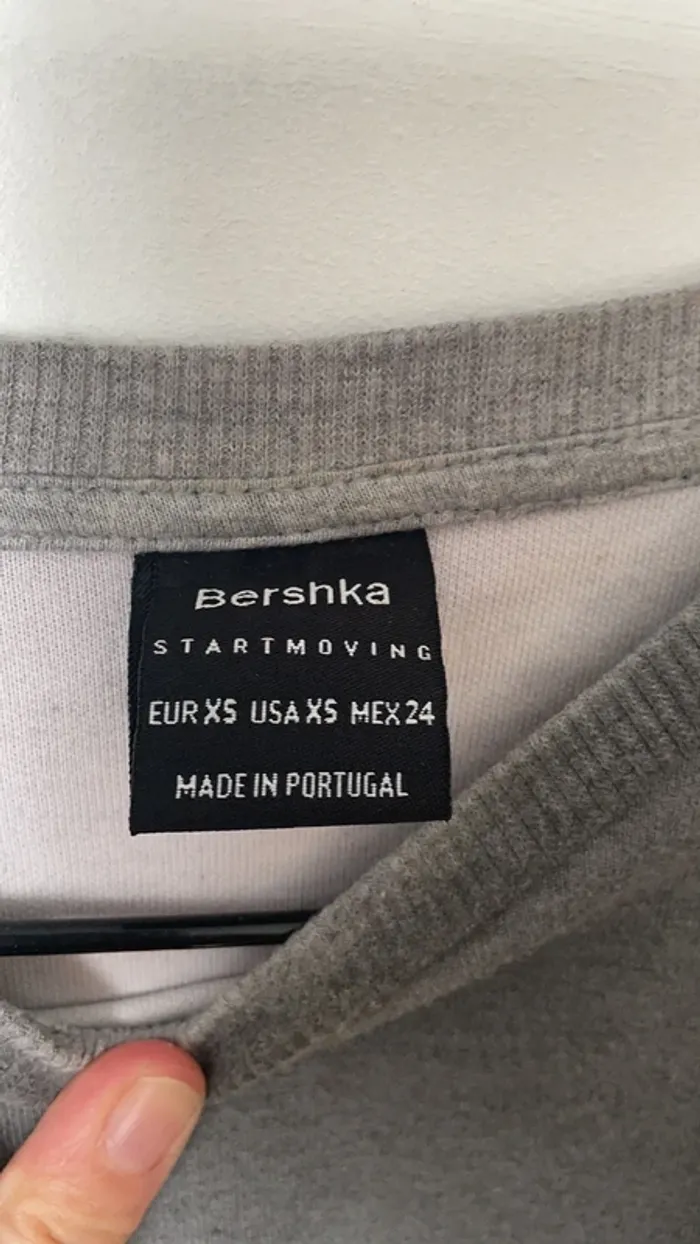 Bershka
STARTMOVING
EUR XS USA XS MEX 24
MADE IN PORTUGAL